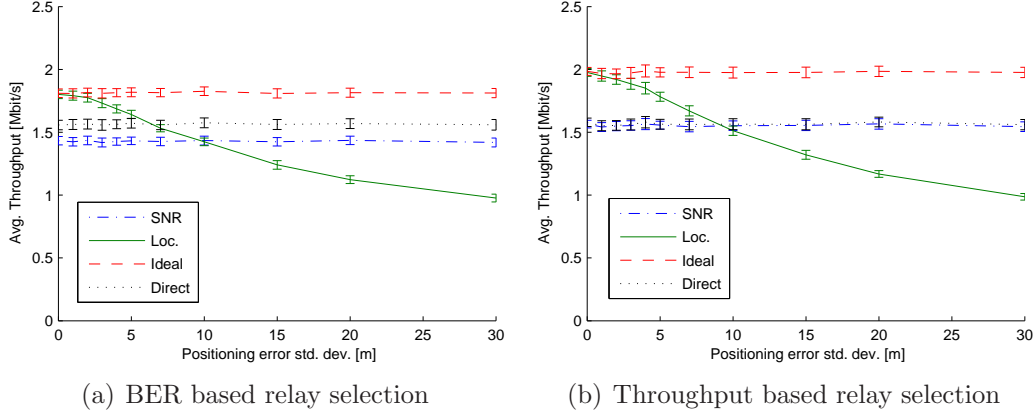 2.5
2
1.5
1
0.5
0
0
5
10
15
20
25
30
Avg. Throughput [Mbit/s]
Positioning error std. dev. [m]
SNR
Loc.
Ideal
Direct
(a) BER based relay selection
2.5
2
1.5
1
0.5
0
0
5
10
15
20
25
30
Avg. Throughput [Mbit/s]
Positioning error std. dev. [m]
SNR
Loc.
Ideal
Direct
(b) Throughput based relay selection